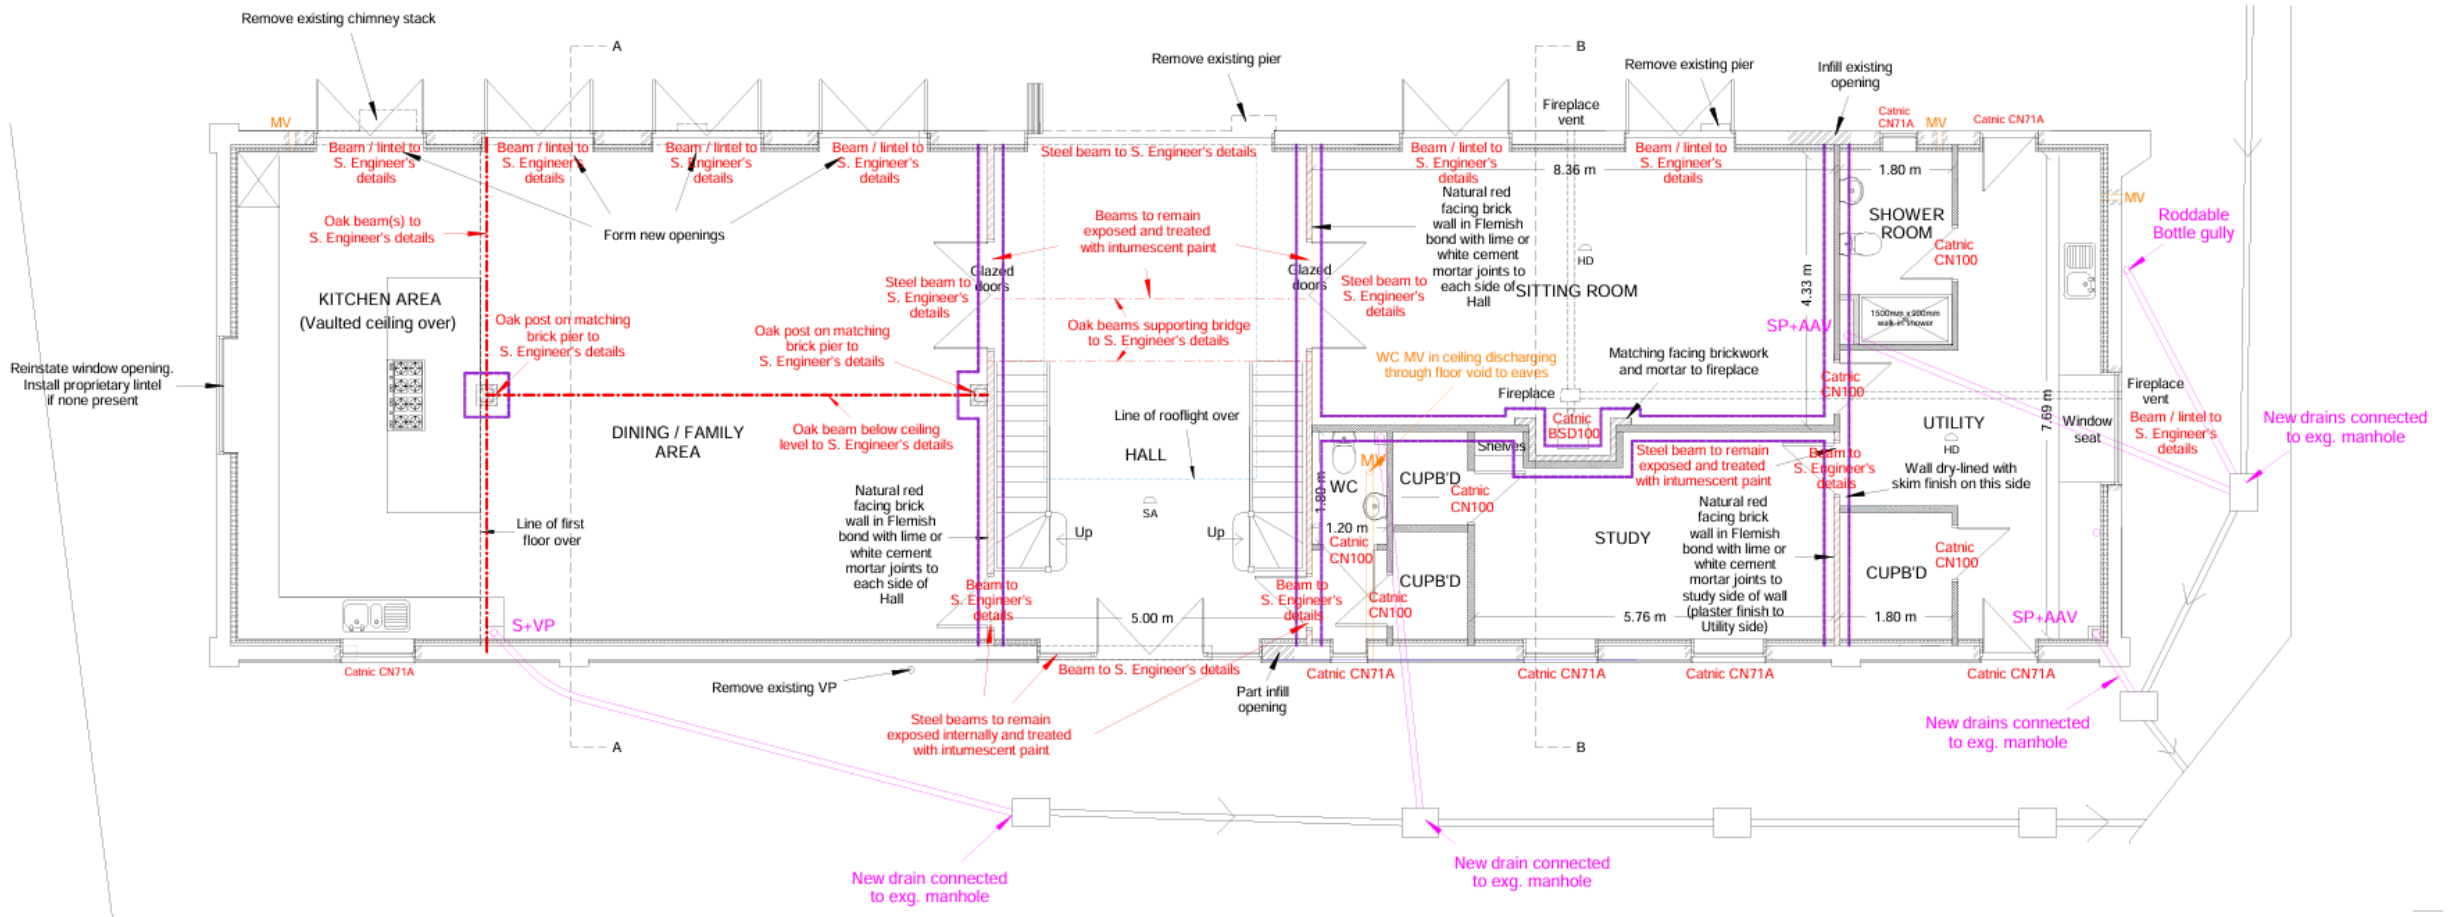 Remove existing chimney stack
A
Remove existing pier
B
Remove existing pier
Infill existing
opening
Fireplace
vent
Catnic
CN71A
MV
Catnic CN71A
MV
Beam / lintel to
S. Engineer's
details
Beam / lintel to
S. Engineer's
details
Beam / lintel to
S. Engineer's
details
Beam / lintel to
S. Engineer's
details
Steel beam to S. Engineer's details
Beam / lintel to
S. Engineer's
details
Beam / lintel to
S. Engineer's
details
8.36 m
1.80 m
MV
Oak beam(s) to
S. Engineer's details
Form new openings
Beams to remain
exposed and treated
with intumescent paint
Natural red
facing brick
wall in Flemish
bond with lime or
white cement
mortar joints to
each side of
Hall
HD
SHOWER
ROOM
Catnic
CN100
Roddable
Bottle gully
Glazed
doors
Glazed
doors
Steel beam to
S. Engineer's
details
Steel beam to
S. Engineer's
details
SITTING ROOM
4.33 m
KITCHEN AREA
(Vaulted ceiling over)
Oak post on matching
brick pier to
S. Engineer's details
Oak post on matching
brick pier to
S. Engineer's details
Oak beams supporting bridge
to S. Engineer's details
SP+AAV
1500mm x 900mm
walk-in shower
WC MV in ceiling discharging
through floor void to eaves
Matching facing brickwork
and mortar to fireplace
Reinstate window opening.
Install proprietary lintel
if none present
Catnic
CN100
Fireplace
Fireplace
vent
Line of rooflight over
Catnic
BSD100
7.69 m
Window
seat
Beam / lintel to
S. Engineer's
details
New drains connected
to exg. manhole
DINING / FAMILY
AREA
Oak beam below ceiling
level to S. Engineer's details
HALL
UTILITY
HD
Shelves
MV
Steel beam to remain
exposed and treated
with intumescent paint
Beam to
S. Engineer's
details
Wall dry-lined with
skim finish on this side
1.80 m
WC
CUPB'D
Catnic
CN100
Natural red
facing brick
wall in Flemish
bond with lime or
white cement
mortar joints to
each side of
Hall
SA
Natural red
facing brick
wall in Flemish
bond with lime or
white cement
mortar joints to
study side of wall
(plaster finish to
Utility side)
Line of first
floor over
Up
Up
1.20 m
Catnic
CN100
STUDY
Catnic
CN100
CUPB'D
CUPB'D
Beam to
S. Engineer's
details
Beam to
S. Engineer's
details
Catnic
CN100
S+VP
5.00 m
5.76 m
1.80 m
SP+AAV
Catnic CN71A
Beam to S. Engineer's details
Catnic CN71A
Catnic CN71A
Catnic CN71A
Catnic CN71A
Remove existing VP
Part infill
opening
Steel beams to remain
exposed internally and treated
with intumescent paint
New drains connected
to exg. manhole
A
B
New drain connected
to exg. manhole
New drain connected
to exg. manhole